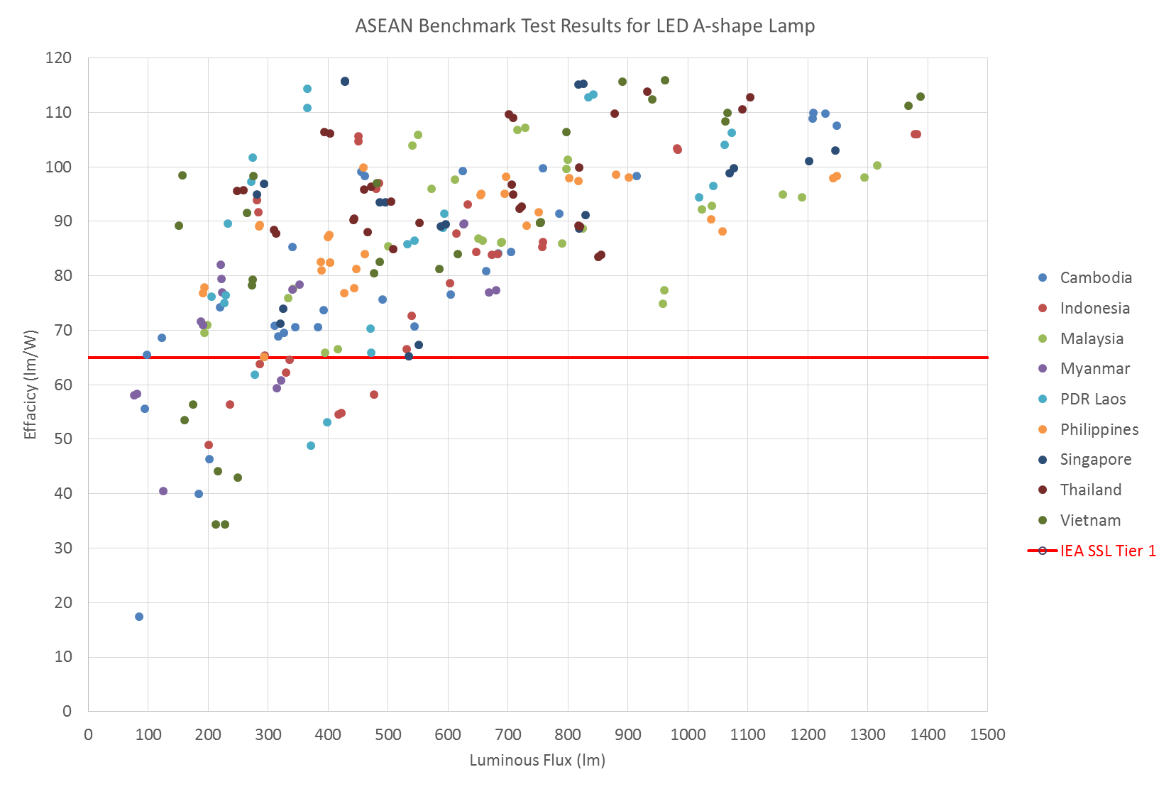 ASEAN Benchmark Test Results for LED A-shape Lamp
120
110
100
90
80
70
60
50
40
30
20
10
0
Effacicy (lm/W)
0 100 200 300 400 500 600 700 800 900 1000 1100 1200 1300 1400 1500
Luminous Flux (lm)
Cambodia
Indonesia
Malaysia
Myanmar
PDR Laos
Philippines
Singapore
Thailand
Vietnam
IEA SSL Tier 1